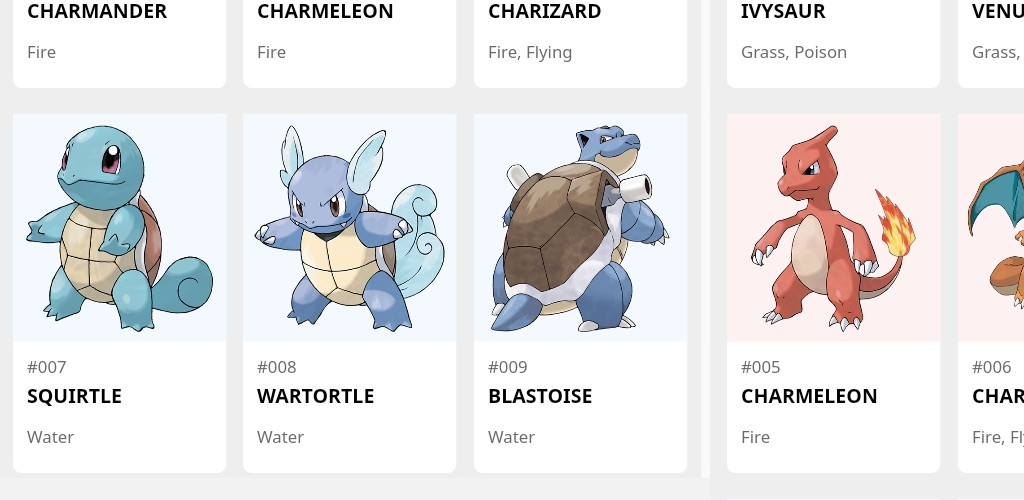 CHARMANDER
Fire
CHARMELEON
Fire
CHARIZARD
Fire, Flying
#007
SQUIRTLE
Water
#008
WARTORTLE
Water
#009
BLASTOISE
Water
IVYSAUR
Grass, Poison
VENU
Grass,
#005
CHARMELEON
Fire
#006
CHAR
Fire, Fly